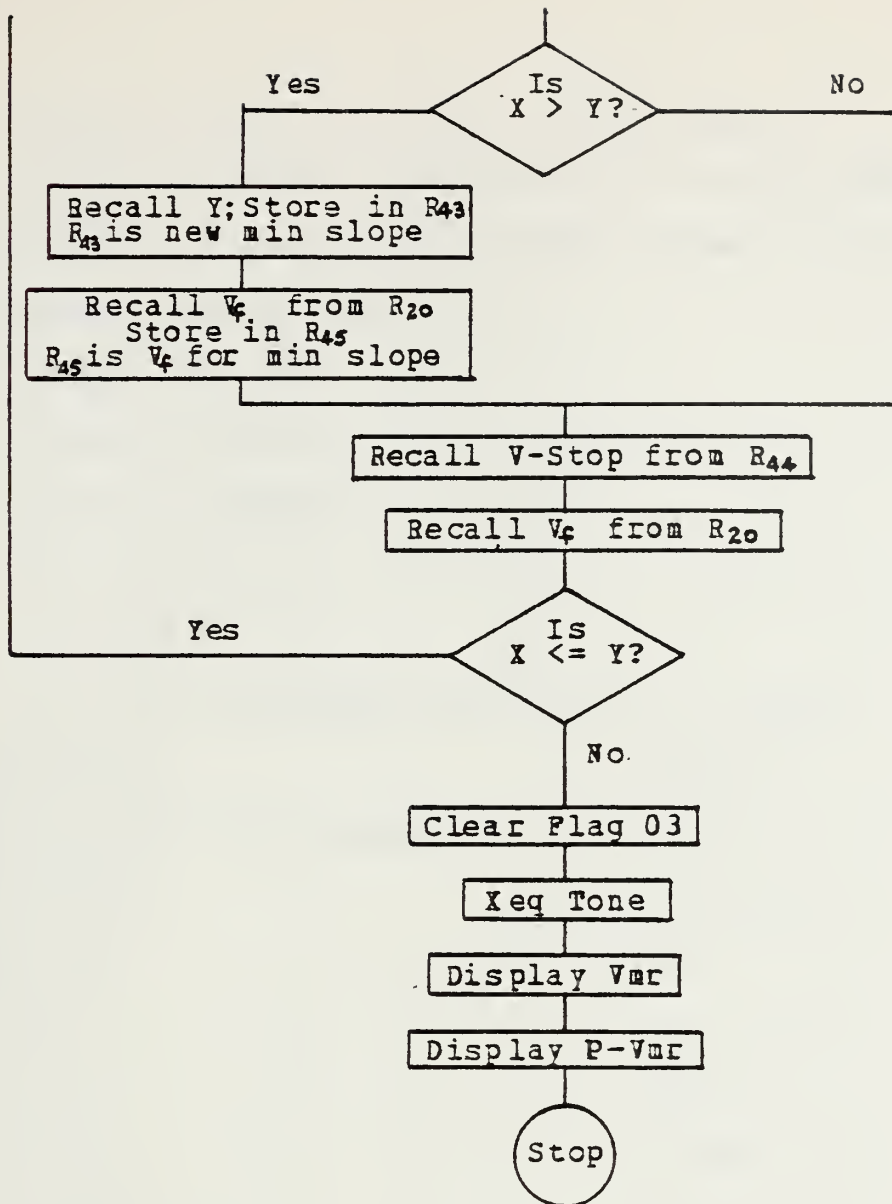 Is
X > Y?
Yes
No
Recall Y;Store in R43
R43 is new min slope
Recall Vf from R20
Store in R45
R45 is Vf for min slope
Recall V-Stop from R44
Recall Vf from R20
Is
X <= Y?
Yes
No.
Clear Flag 03
Xeq Tone
Display Vmr
Display P-Vmr
Stop